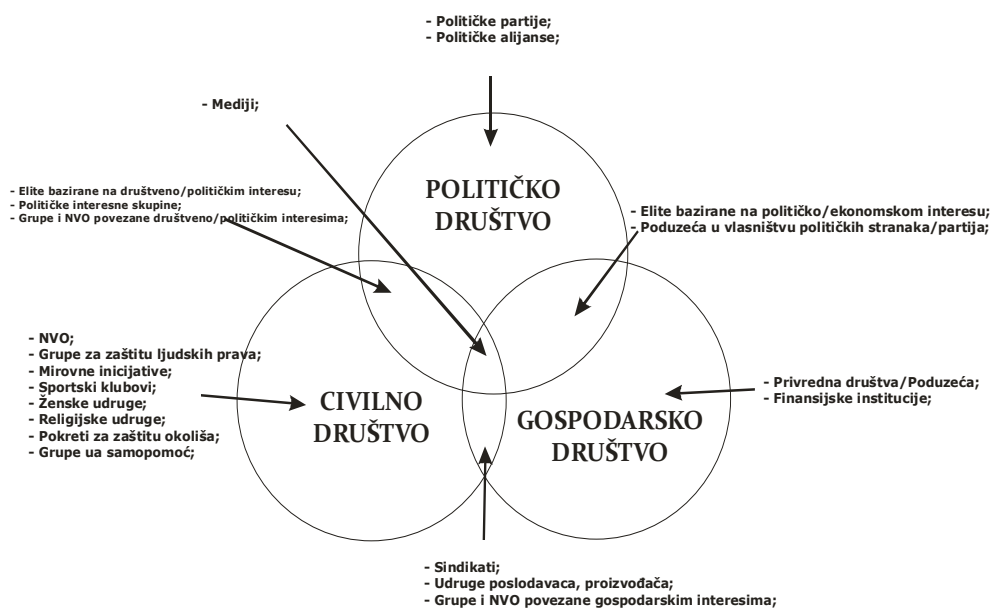 - Političke partije;
- Političke alijanse;
- Mediji;
POLITIČKO
DRUŠTVO
- Elite bazirane na društveno/političkim interesu;
- Političke interesne skupine;
- Grupe i NVO povezane društveno/političkim interesima;
- Elite bazirane na političko/ekonomskom interesu;
- Poduzeća u vlasništvu političkih stranaka/partija;
- NVO;
- Grupe za zaštitu ljudskih prava;
- Mirovne inicijative;
- Sportski klubovi;
- Ženske udruge;
- Religijske udruge;
- Pokreti za zaštitu okoliša;
- Grupe ua samopomoć;
CIVILNO
DRUŠTVO
GOSPODARSKO
DRUŠTVO
- Privredna društva/Poduzeća;
- Finansijske institucije;
- Sindikati;
- Udruge poslodavaca, proizvođača;
- Grupe i NVO povezane gospodarskim interesima;